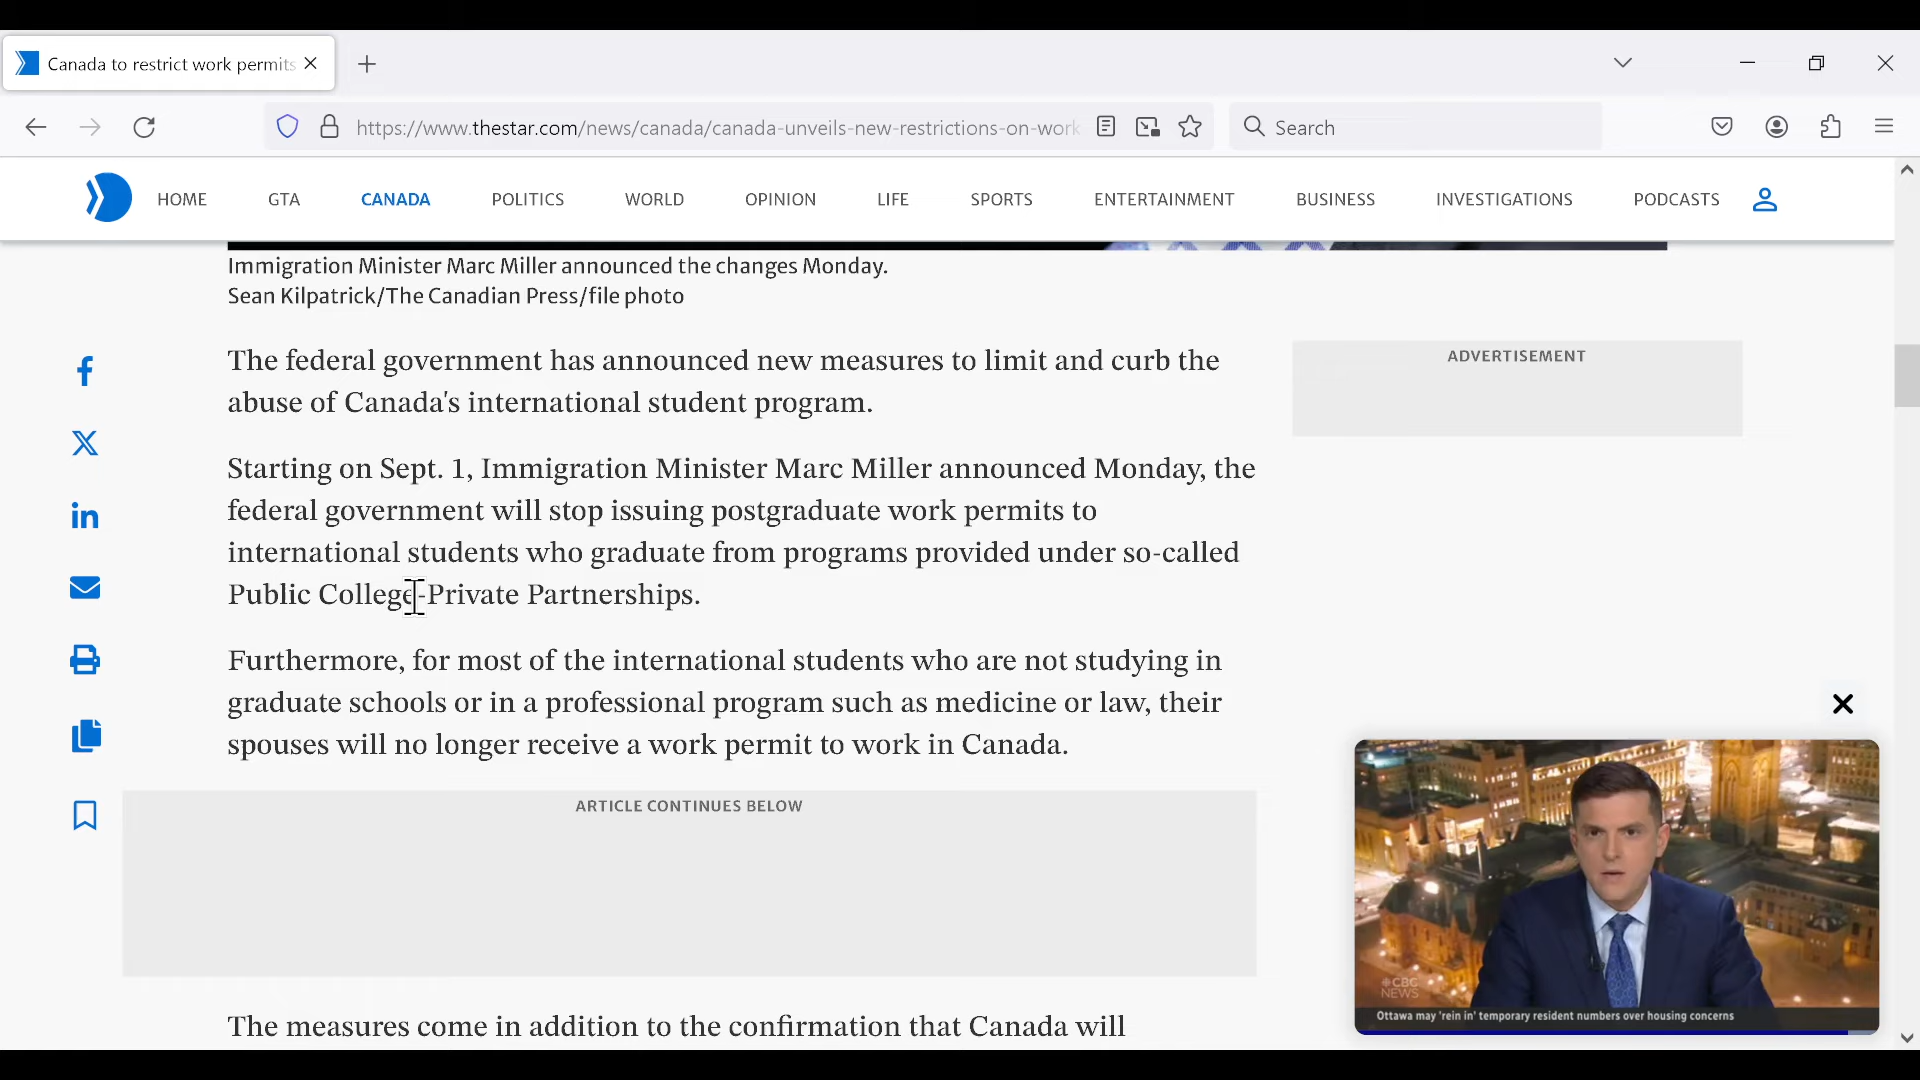 Canada to restrict work permits
https://www.thestar.com/news/canada/canada-unveils-new-restrictions-on-work
Search
HOME GTA CANADA POLITICS WORLD OPINION LIFE SPORTS ENTERTAINMENT BUSINESS INVESTIGATIONS PODCASTS
Immigration Minister Marc Miller announced the changes Monday.
Sean Kilpatrick/The Canadian Press/file photo
The federal government has announced new measures to limit and curb the
abuse of Canada's international student program.
Starting on Sept. 1, Immigration Minister Marc Miller announced Monday, the
federal government will stop issuing postgraduate work permits to
international students who graduate from programs provided under so-called
Public College-Private Partnerships.
Furthermore, for most of the international students who are not studying in
graduate schools or in a professional program such as medicine or law, their
spouses will no longer receive a work permit to work in Canada.
ARTICLE CONTINUES BELOW
The measures come in addition to the confirmation that Canada will
ADVERTISEMENT
CBC
NEWS
Ottawa may 'rein in' temporary resident numbers over housing concerns